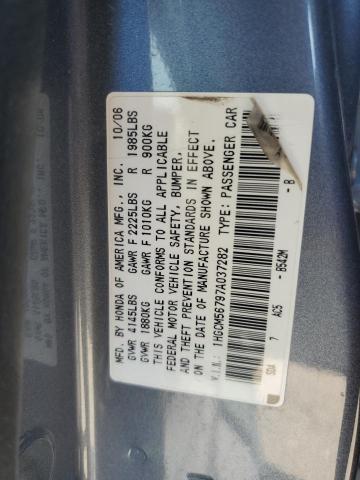 MFD. BY HONDA OF AMERICA MFG., INC. 10/06
GVWR 4145LBS GAWR F 2225LBS R 1985LBS
GVWR 1880KG GAWR F 1010KG R 900KG
THIS VEHICLE CONFORMS TO ALL APPLICABLE
FEDERAL MOTOR VEHICLE SAFETY, BUMPER,
AND THEFT PREVENTION STANDARDS IN EFFECT
ON THE DATE OF MANUFACTURE SHOWN ABOVE.
V.I.N.: 1HGCM56797A037282 TYPE: PASSENGER CAR
7 AC5 B542M - B
SDA